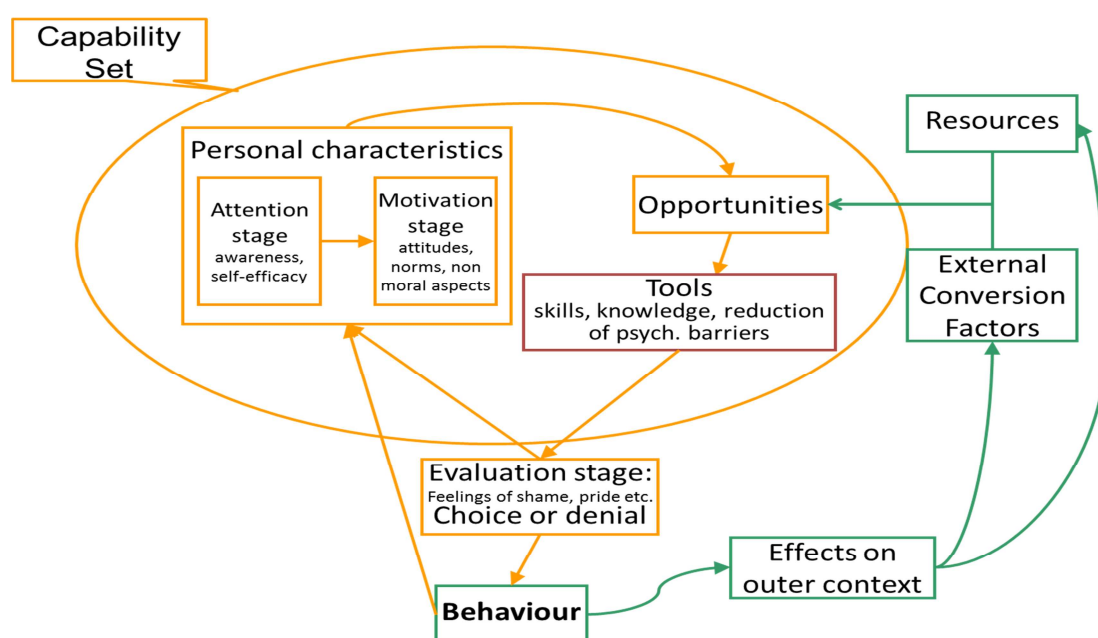 Capability
Set
Personal characteristics
Attention
stage
awareness,
self-efficacy
Motivation
stage
attitudes,
norms, non
moral aspects
Opportunities
Tools
skills, knowledge, reduction
of psych. barriers
Resources
External
Conversion
Factors
Evaluation stage:
Feelings of shame, pride etc.
Choice or denial
Effects on
outer context
Behaviour